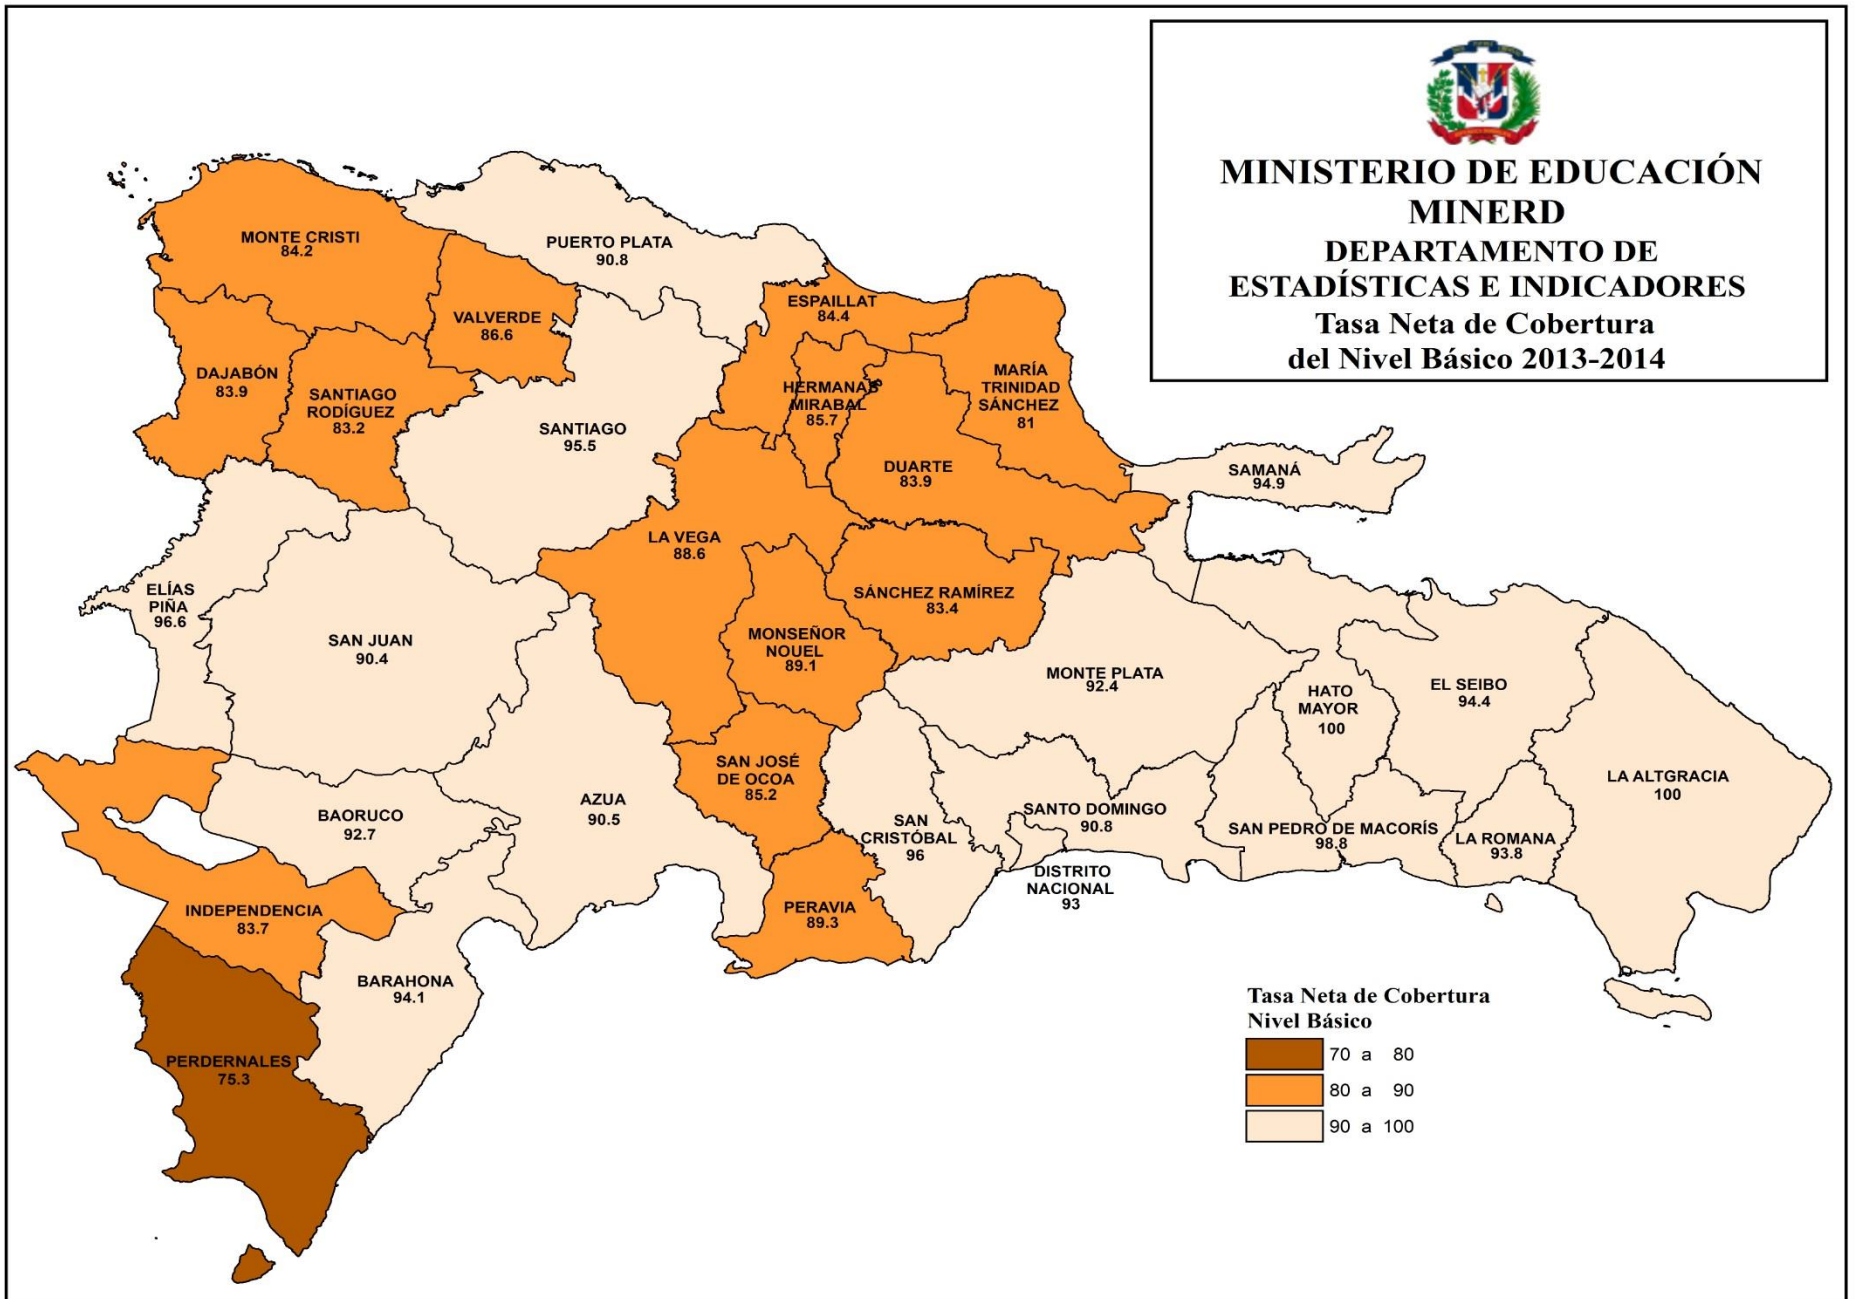 MINISTERIO DE EDUCACIÓN
MINERD
DEPARTAMENTO DE
ESTADÍSTICAS E INDICADORES
Tasa Neta de Cobertura
del Nivel Básico 2013-2014
MONTE CRISTI
84.2
PUERTO PLATA
90.8
VALVERDE
86.6
ESPAILLAT
84.4
DAJABÓN
83.9
SANTIAGO
RODÍGUEZ
83.2
SANTIAGO
95.5
HERMANAS
MIRABAL
85.7
MARÍA
TRINIDAD
SÁNCHEZ
81
DUARTE
83.9
SAMANÁ
94.9
LA VEGA
88.6
ELÍAS
PIÑA
96.6
SAN JUAN
90.4
SÁNCHEZ RAMÍREZ
83.4
MONSEÑOR
NOUEL
89.1
MONTE PLATA
92.4
HATO
MAYOR
100
EL SEIBO
94.4
SAN JOSÉ
DE OCOA
85.2
LA ALTGRACIA
100
BAORUCO
92.7
AZUA
90.5
SAN
CRISTÓBAL
96
SANTO DOMINGO
90.8
SAN PEDRO DE MACORÍS
98.8
LA ROMANA
93.8
DISTRITO
NACIONAL
93
INDEPENDENCIA
83.7
PERAVIA
89.3
BARAHONA
94.1
PERDERNALES
75.3
Tasa Neta de Cobertura
Nivel Básico
70 a 80
80 a 90
90 a 100